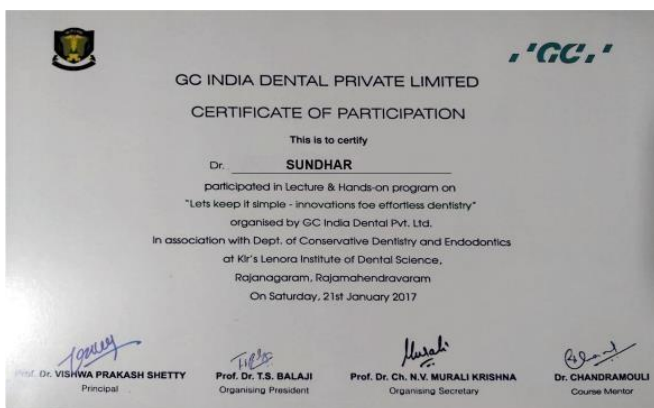 GC
GC INDIA DENTAL PRIVATE LIMITED
CERTIFICATE OF PARTICIPATION
This is to certify
Dr. SUNDHAR
participated in Lecture & Hands-on program on
"Lets keep it simple - innovations foe effortless dentistry"
organised by GC India Dental Pvt. Ltd.
In association with Dept. of Conservative Dentistry and Endodontics
at Kir's Lenora Institute of Dental Science,
Rajanagaram, Rajamahendravaram
On Saturday, 21st January 2017
Murali
Prof. Dr. VISHWA PRAKASH SHETTY
Principal
Prof. Dr. T.S. BALAJI
Organising President
Prof. Dr. Ch. N.V. MURALI KRISHNA
Organising Secretary
Dr. CHANDRAMOULI
Course Mentor